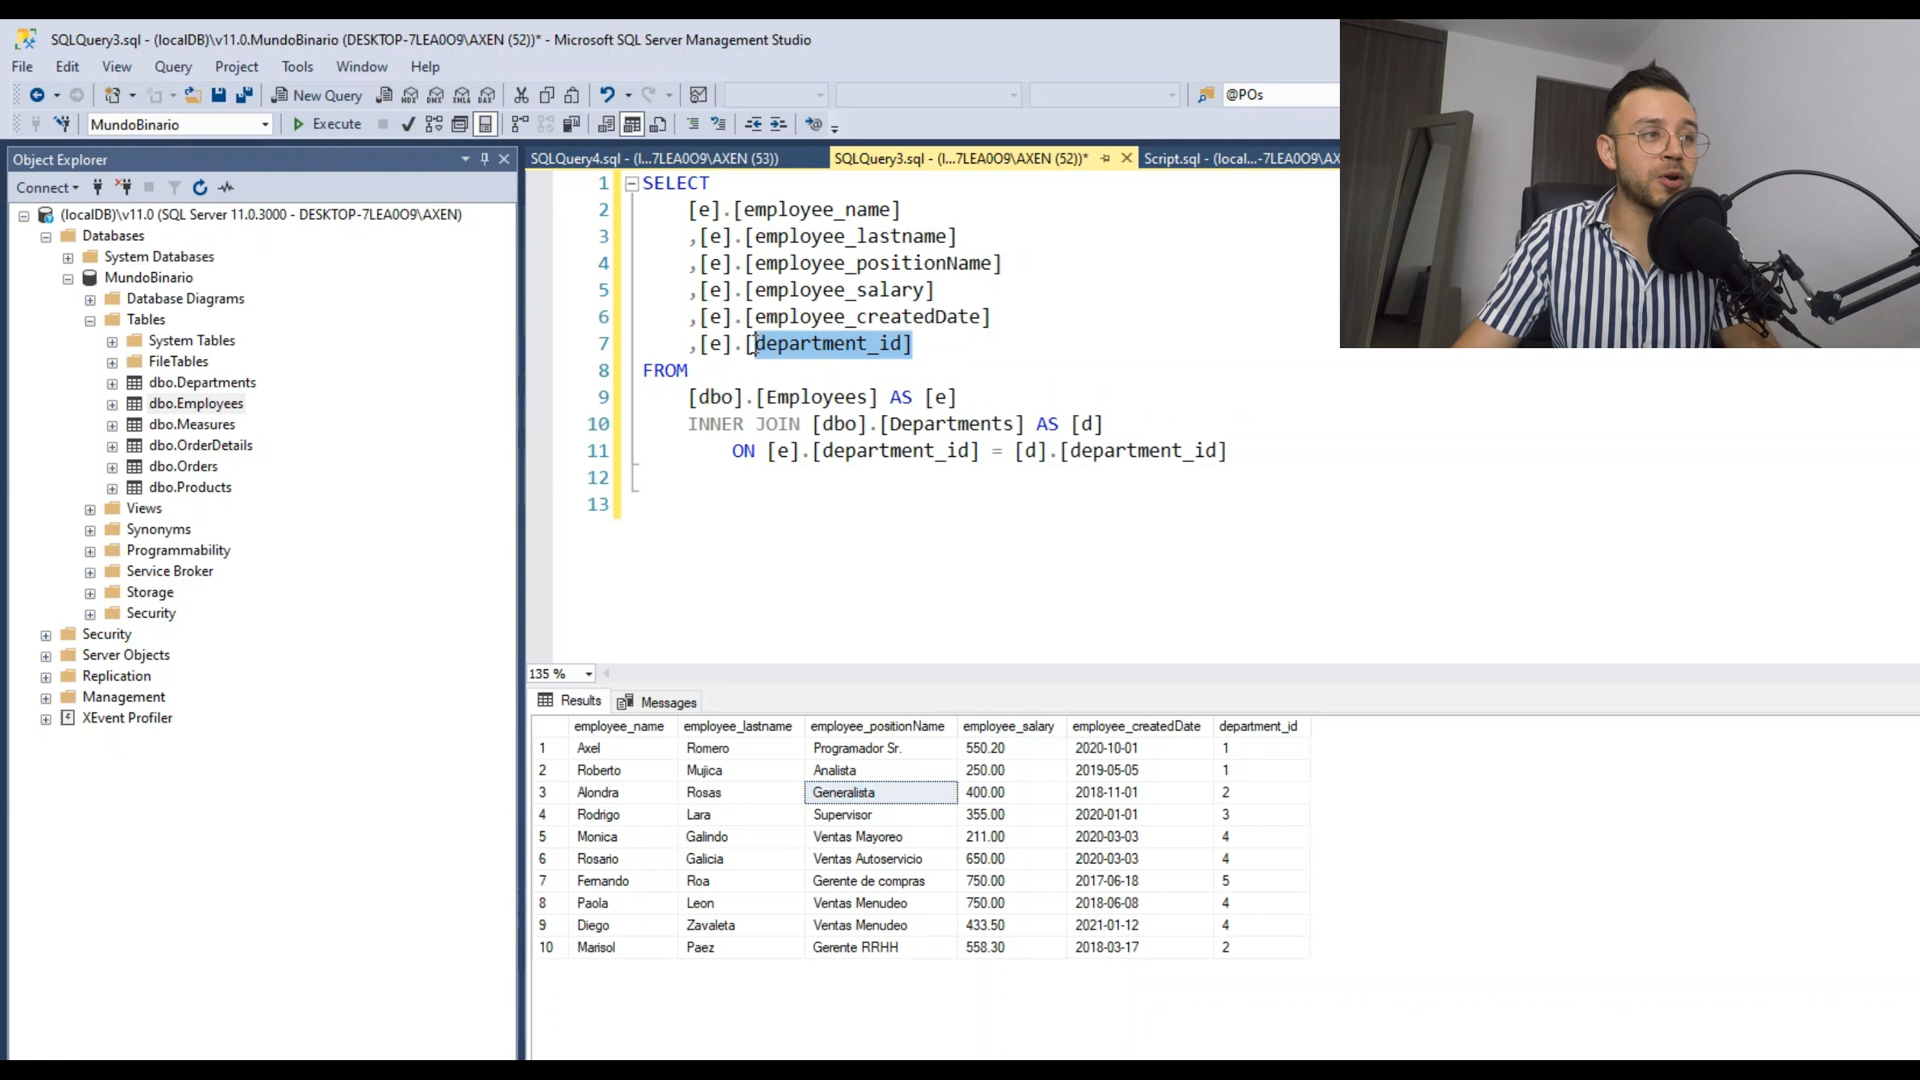 SQLQuery3.sql - (localDB)\v11.0.MundoBinario (DESKTOP-7LEA0O9\AXEN (52))* - Microsoft SQL Server Management Studio
File Edit View Query Project Tools Window Help
New Query @POs
MundoBinario Execute
Object Explorer
SQLQuery4.sql - (l...7LEA0O9\AXEN (53)) SQLQuery3.sql - (l...7LEA0O9\AXEN (52))* Script.sql - (local...-7LEA0O9\AX
Connect
(localDB)\v11.0 (SQL Server 11.0.3000 - DESKTOP-7LEA0O9\AXEN)
Databases
System Databases
MundoBinario
Database Diagrams
Tables
System Tables
FileTables
dbo.Departments
dbo.Employees
dbo.Measures
dbo.OrderDetails
dbo.Orders
dbo.Products
Views
Synonyms
Programmability
Service Broker
Storage
Security
Security
Server Objects
Replication
Management
XEvent Profiler
1 SELECT
2 [e].[employee_name]
3 ,[e].[employee_lastname]
4 ,[e].[employee_positionName]
5 ,[e].[employee_salary]
6 ,[e].[employee_createdDate]
7 ,[e].[department_id]
8 FROM
9 [dbo].[Employees] AS [e]
10 INNER JOIN [dbo].[Departments] AS [d]
11 ON [e].[department_id] = [d].[department_id]
12
13
135 %
Results Messages
employee_name employee_lastname employee_positionName employee_salary employee_createdDate department_id
1 Axel Romero Programador Sr. 550.20 2020-10-01 1
2 Roberto Mujica Analista 250.00 2019-05-05 1
3 Alondra Rosas Generalista 400.00 2018-11-01 2
4 Rodrigo Lara Supervisor 355.00 2020-01-01 3
5 Monica Galindo Ventas Mayoreo 211.00 2020-03-03 4
6 Rosario Galicia Ventas Autoservicio 650.00 2020-03-03 4
7 Fernando Roa Gerente de compras 750.00 2017-06-18 5
8 Paola Leon Ventas Menudeo 750.00 2018-06-08 4
9 Diego Zavaleta Ventas Menudeo 433.50 2021-01-12 4
10 Marisol Paez Gerente RRHH 558.30 2018-03-17 2